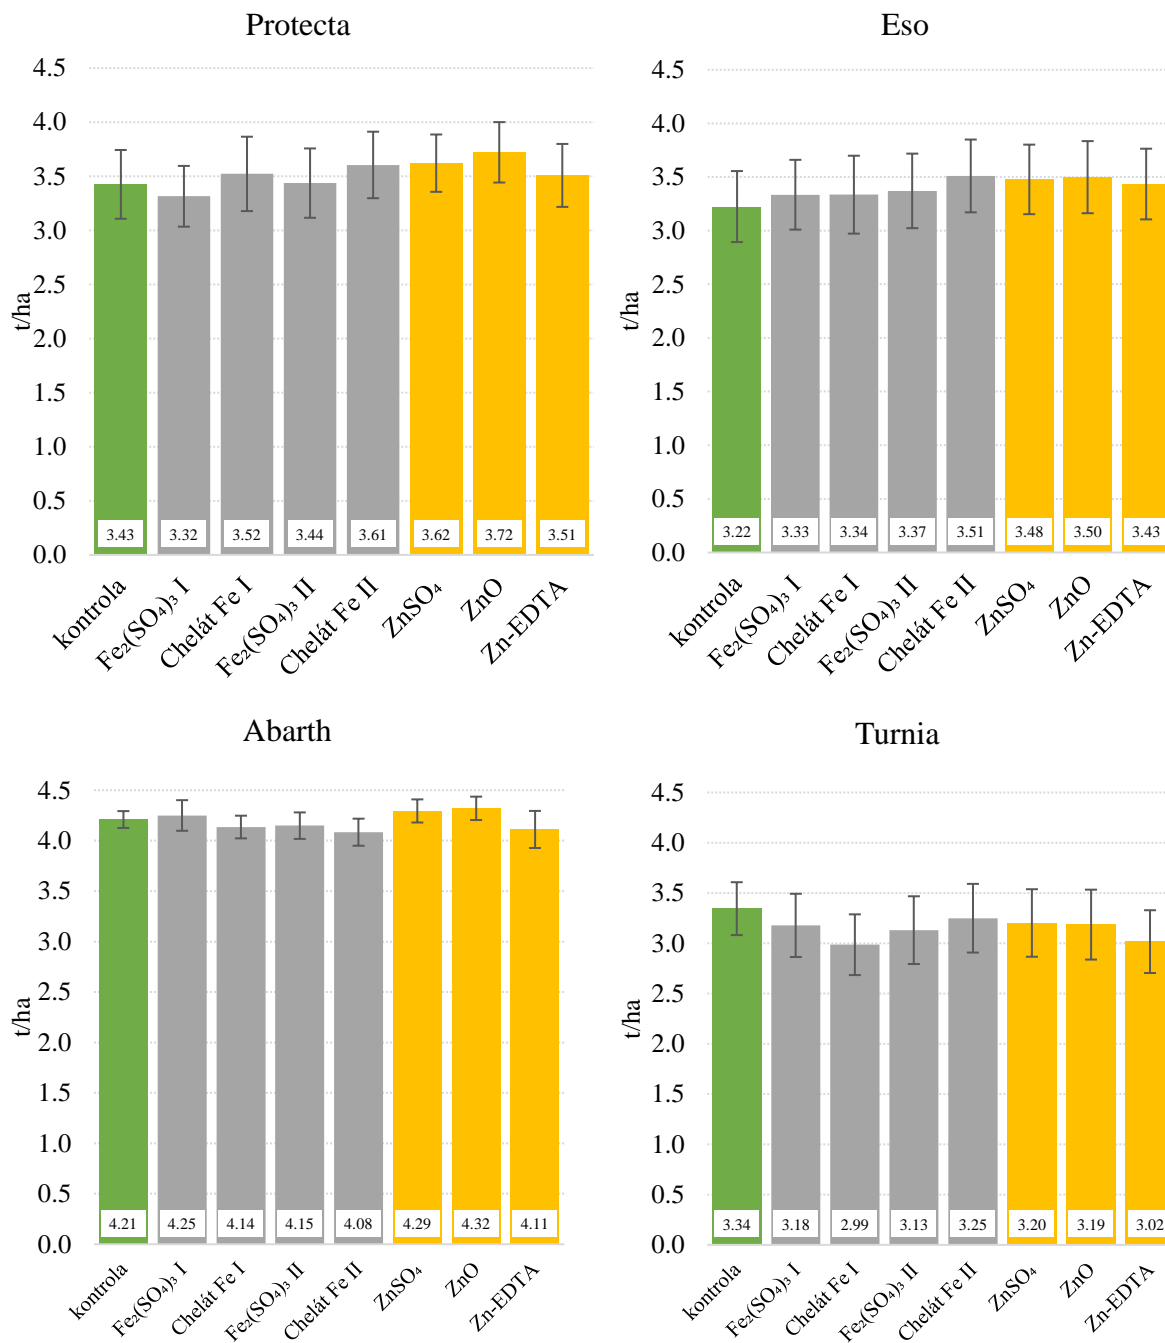 Protecta
4.5
4.0
3.5
3.0
2.5
2.0
1.5
1.0
0.5
0.0
t/ha
3.43 3.32 3.52 3.44 3.61 3.62 3.72 3.51
kontrola
Fe₂(SO₄)₃ I
Chelát Fe I
Fe₂(SO₄)₃ II
Chelát Fe II
ZnSO₄
ZnO
Zn-EDTA
Eso
4.5
4.0
3.5
3.0
2.5
2.0
1.5
1.0
0.5
0.0
t/ha
3.22 3.33 3.34 3.37 3.51 3.48 3.50 3.43
kontrola
Fe₂(SO₄)₃ I
Chelát Fe I
Fe₂(SO₄)₃ II
Chelát Fe II
ZnSO₄
ZnO
Zn-EDTA
Abarth
4.5
4.0
3.5
3.0
2.5
2.0
1.5
1.0
0.5
0.0
t/ha
4.21 4.25 4.14 4.15 4.08 4.29 4.32 4.11
kontrola
Fe₂(SO₄)₃ I
Chelát Fe I
Fe₂(SO₄)₃ II
Chelát Fe II
ZnSO₄
ZnO
Zn-EDTA
Turnia
4.5
4.0
3.5
3.0
2.5
2.0
1.5
1.0
0.5
0.0
t/ha
3.34 3.18 2.99 3.13 3.25 3.20 3.19 3.02
kontrola
Fe₂(SO₄)₃ I
Chelát Fe I
Fe₂(SO₄)₃ II
Chelát Fe II
ZnSO₄
ZnO
Zn-EDTA